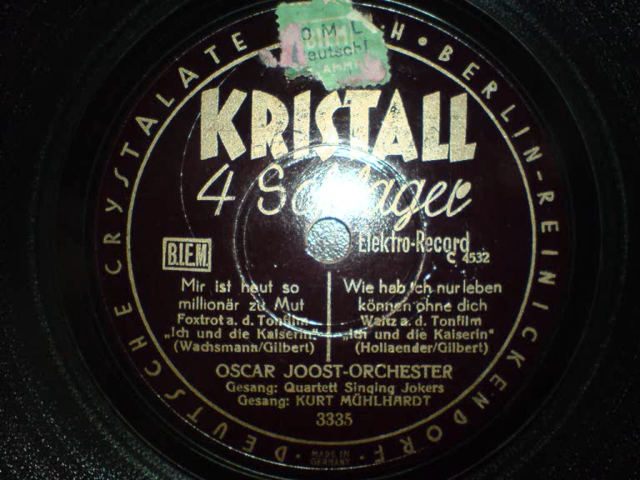 DEUTSCHE CRYSTALATE
BERLIN-REINICKENDORF
KRISTALL
4 Schlager
Elektro-Record
C 4532
B.I.E.M.
Mir ist heut so
millionär zu Mut
Foxtrot a. d. Tonfilm
„Ich und die Kaiserin“
(Wachsmann/Gilbert)
Wie hab ich nur leben
können ohne dich
Waltz a. d. Tonfilm
„Ich und die Kaiserin“
(Hollaender/Gilbert)
OSCAR JOOST-ORCHESTER
Gesang: Quartett Singing Jokers
Gesang: KURT MÜHLHARDT
3335
MADE IN
GERMANY